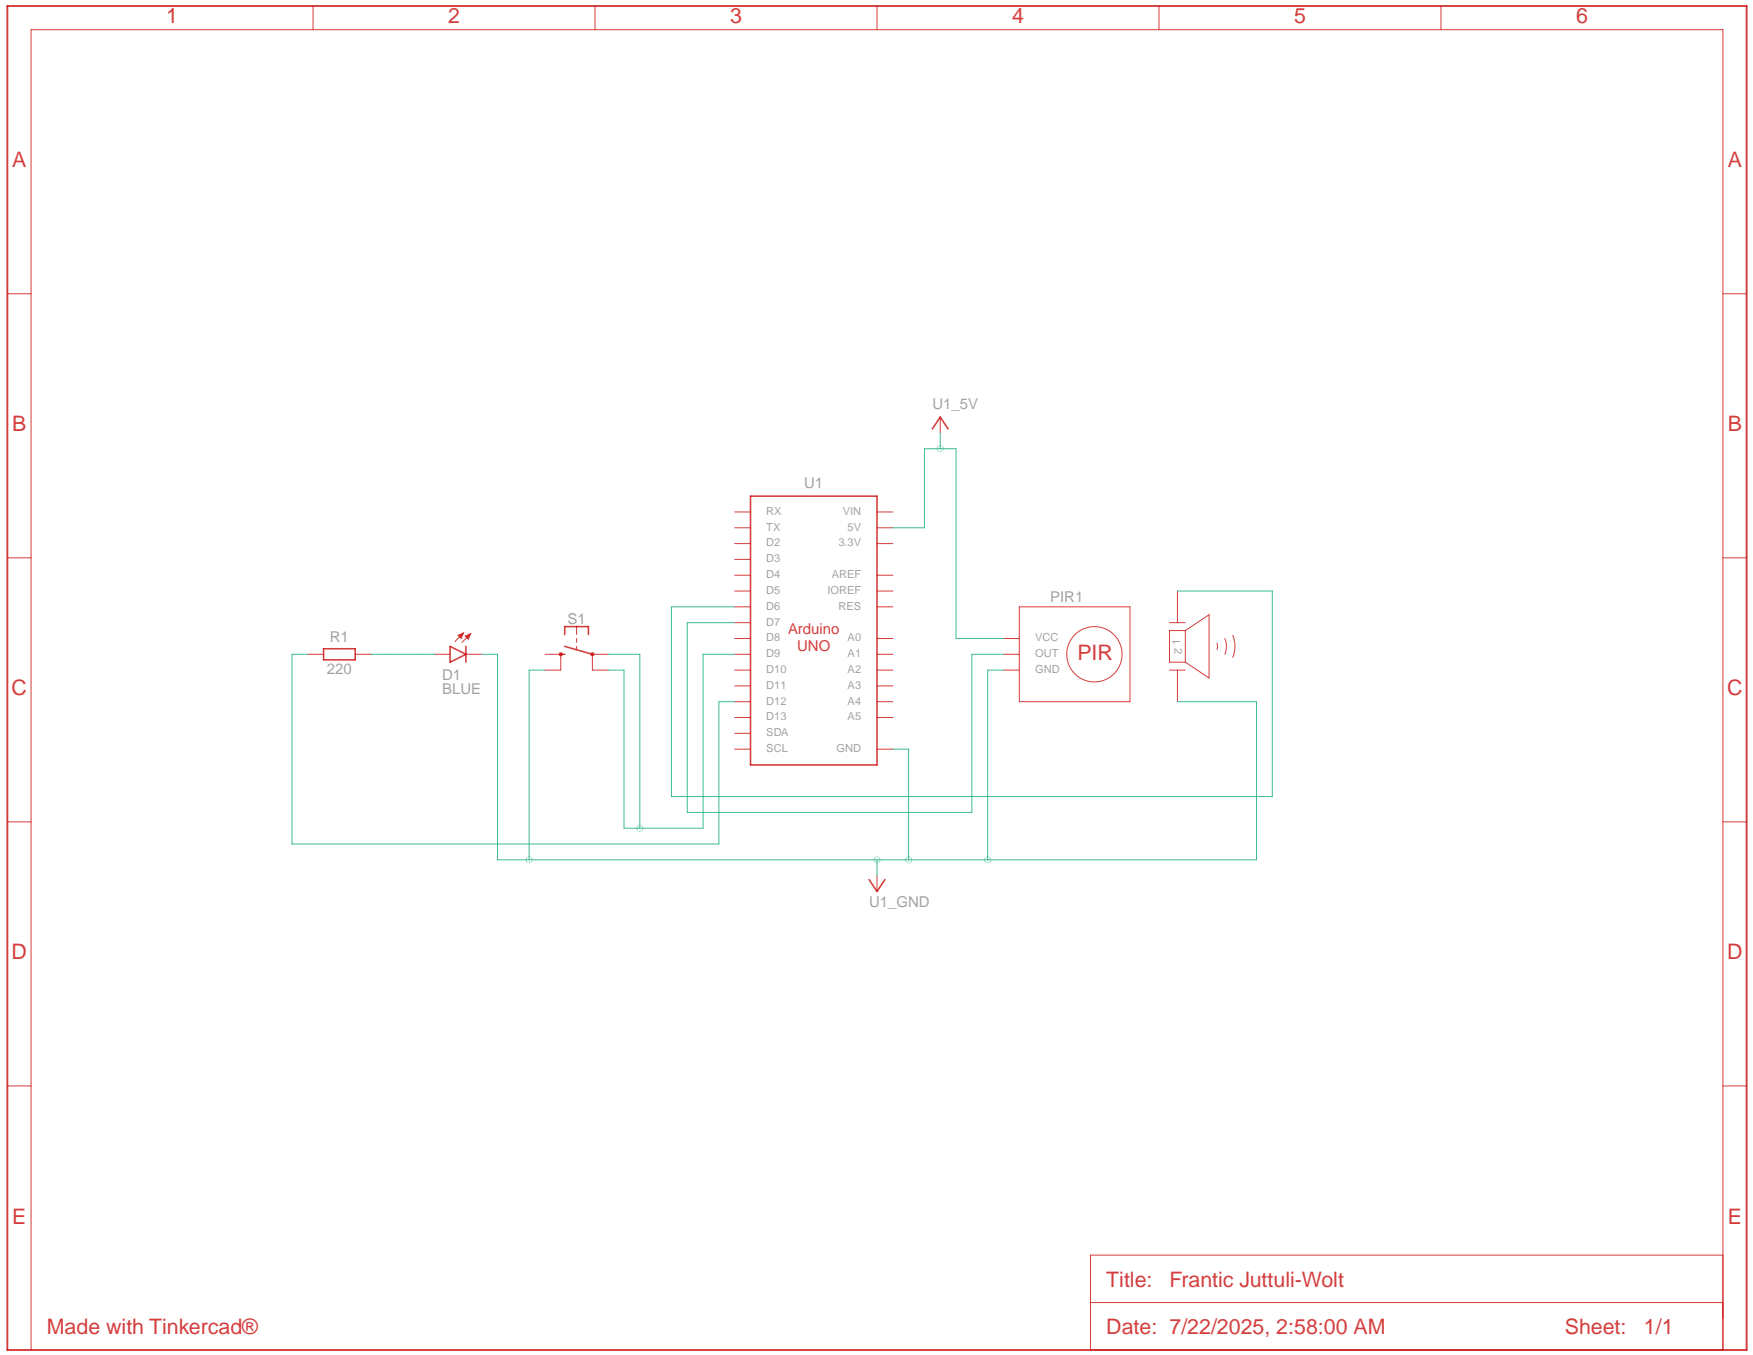 1 2 3 4 5 6
A A
B B
C C
D D
E E
U1_5V
U1
RX VIN
TX 5V
D2 3.3V
D3
D4 AREF
D5 IOREF
D6 RES
D7
D8 A0
D9 A1
D10 A2
D11 A3
D12 A4
D13 A5
SDA
SCL GND
Arduino
UNO
R1
220
D1
BLUE
S1
PIR1
VCC
OUT
GND
PIR
1
2
U1_GND
Title: Frantic Juttuli-Wolt
Date: 7/22/2025, 2:58:00 AM Sheet: 1/1
Made with Tinkercad®